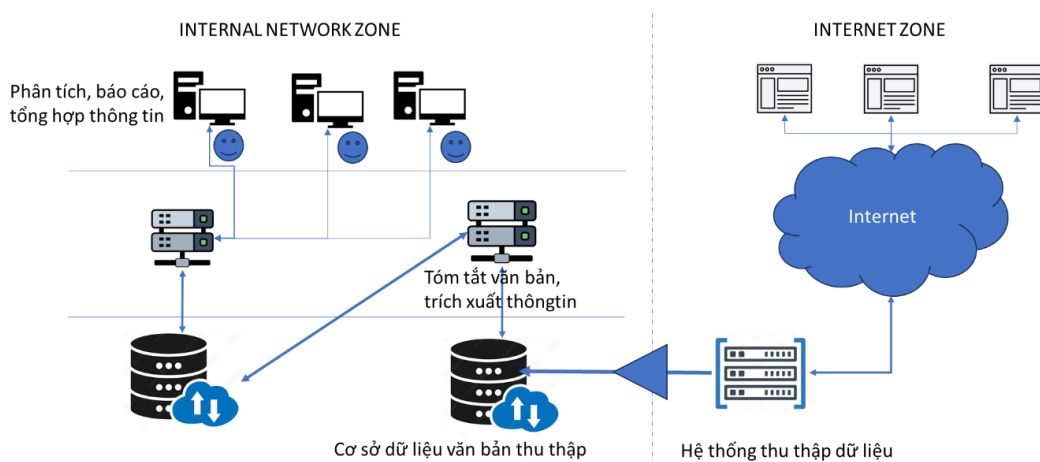 INTERNAL NETWORK ZONE
INTERNET ZONE
Phân tích, báo cáo,
tổng hợp thông tin
Internet
Tóm tắt văn bản,
trích xuất thôngtin
Cơ sở dữ liệu văn bản thu thập
Hệ thống thu thập dữ liệu